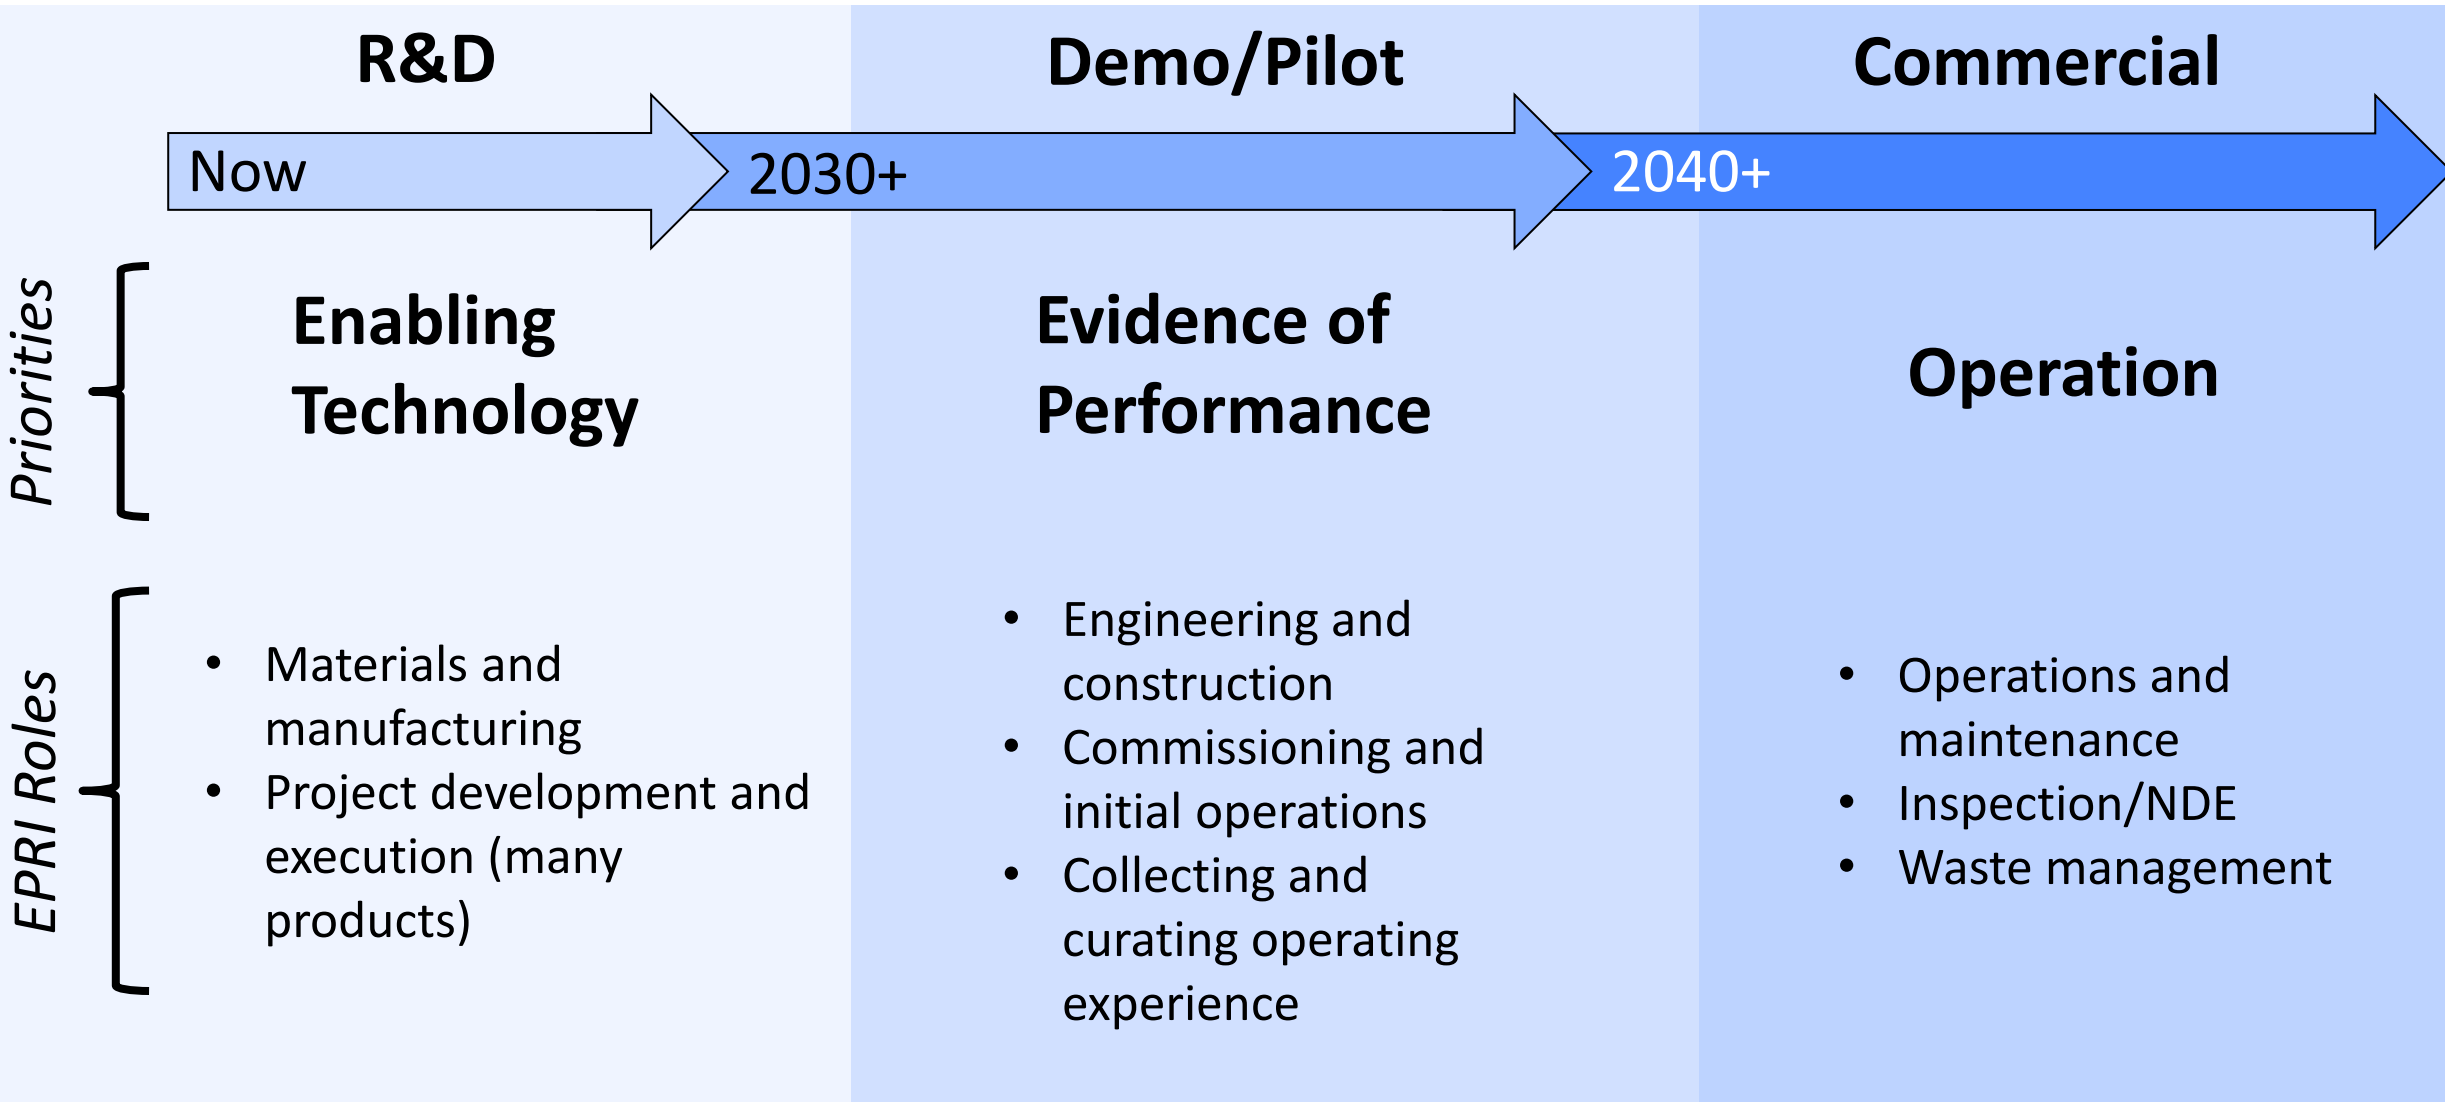 R&D
Demo/Pilot
Commercial
Now
2030+
2040+
Priorities
Enabling
Technology
Evidence of
Performance
Operation
EPRI Roles
• Materials and
manufacturing
• Project development and
execution (many
products)
• Engineering and
construction
• Commissioning and
initial operations
• Collecting and
curating operating
experience
• Operations and
maintenance
• Inspection/NDE
• Waste management